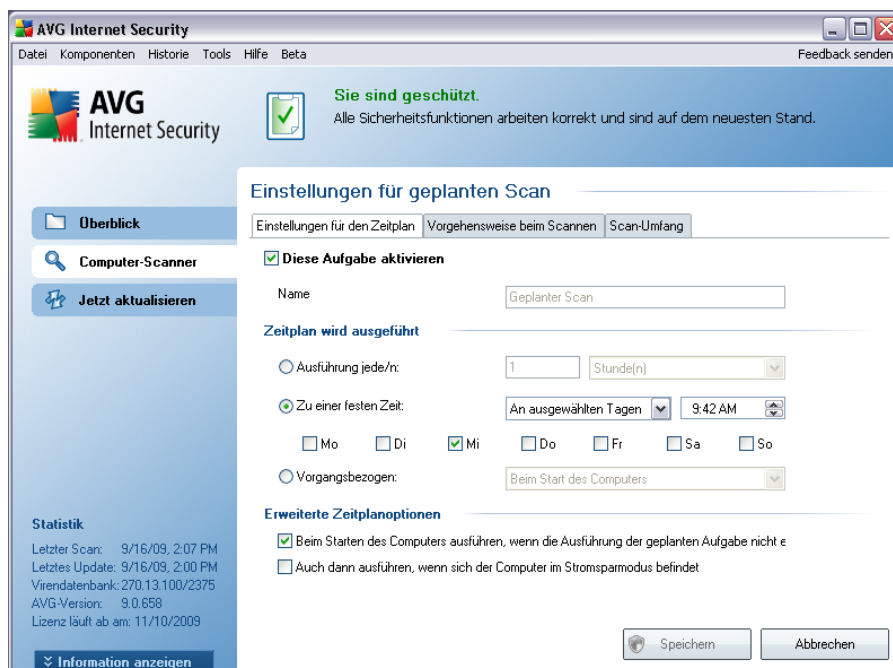 AVG Internet Security
Datei Komponenten Historie Tools Hilfe Beta Feedback senden
AVG
Internet Security
Sie sind geschützt.
Alle Sicherheitsfunktionen arbeiten korrekt und sind auf dem neuesten Stand.
Überblick
Computer-Scanner
Jetzt aktualisieren
Einstellungen für geplanten Scan
Einstellungen für den Zeitplan Vorgehensweise beim Scannen Scan-Umfang
Diese Aufgabe aktivieren
Name Geplanter Scan
Zeitplan wird ausgeführt
Ausführung jede/n: 1 Stunde(n)
Zu einer festen Zeit: An ausgewählten Tagen 9:42 AM
Mo Di Mi Do Fr Sa So
Vorgangsbezogen: Beim Start des Computers
Erweiterte Zeitplanoptionen
Beim Starten des Computers ausführen, wenn die Ausführung der geplanten Aufgabe nicht e
Auch dann ausführen, wenn sich der Computer im Stromsparmodus befindet
Statistik
Letzter Scan: 9/16/09, 2:07 PM
Letztes Update: 9/16/09, 2:00 PM
Virendatenbank: 270.13.100/2375
AVG-Version: 9.0.658
Lizenz läuft ab am: 11/10/2009
Information anzeigen
Speichern Abbrechen